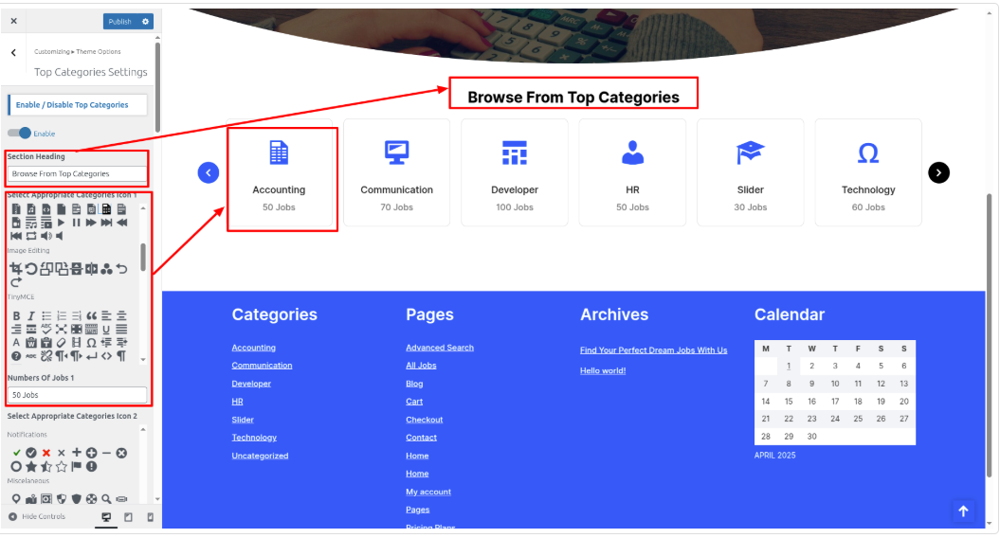 Publish
Customizing ▸ Theme Options
Top Categories Settings
Enable / Disable Top Categories
Enable
Section Heading
Browse From Top Categories
Select Appropriate Categories Icon 1
Image Editing
TinyMCE
Numbers Of Jobs 1
50 Jobs
Select Appropriate Categories Icon 2
Notifications
Miscelaneous
Hide Controls
Browse From Top Categories
Accounting
50 Jobs
Communication
70 Jobs
Developer
100 Jobs
HR
50 Jobs
Slider
30 Jobs
Technology
60 Jobs
Categories
Accounting
Communication
Developer
HR
Slider
Technology
Uncategorized
Pages
Advanced Search
All Jobs
Blog
Cart
Checkout
Contact
Home
Home
My account
Pages
Pricing Plans
Archives
Find Your Perfect Dream Jobs With Us
Hello world!
Calendar
M T W T F S S
1 2 3 4 5 6
7 8 9 10 11 12 13
14 15 16 17 18 19 20
21 22 23 24 25 26 27
28 29 30
APRIL 2025